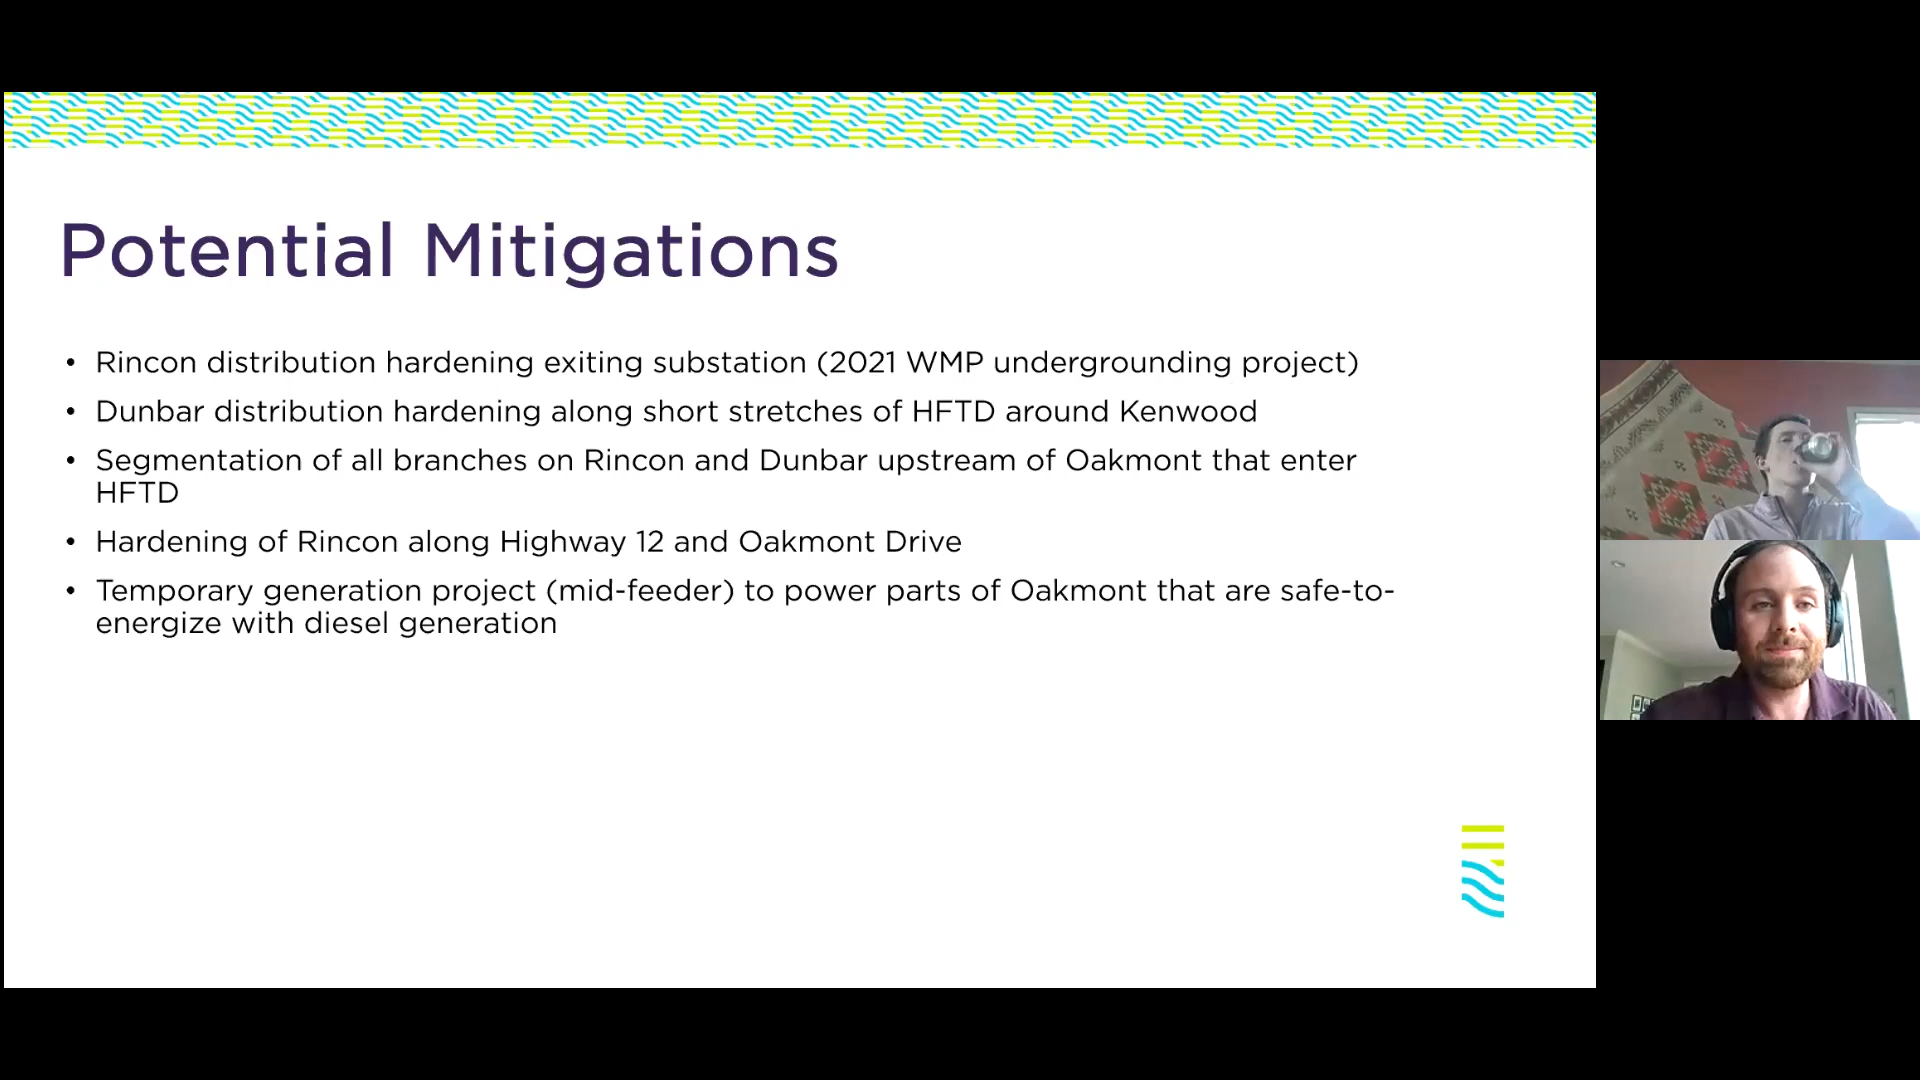 Potential Mitigations
• Rincon distribution hardening exiting substation (2021 WMP undergrounding project)
• Dunbar distribution hardening along short stretches of HFTD around Kenwood
• Segmentation of all branches on Rincon and Dunbar upstream of Oakmont that enter
HFTD
• Hardening of Rincon along Highway 12 and Oakmont Drive
• Temporary generation project (mid-feeder) to power parts of Oakmont that are safe-to-
energize with diesel generation